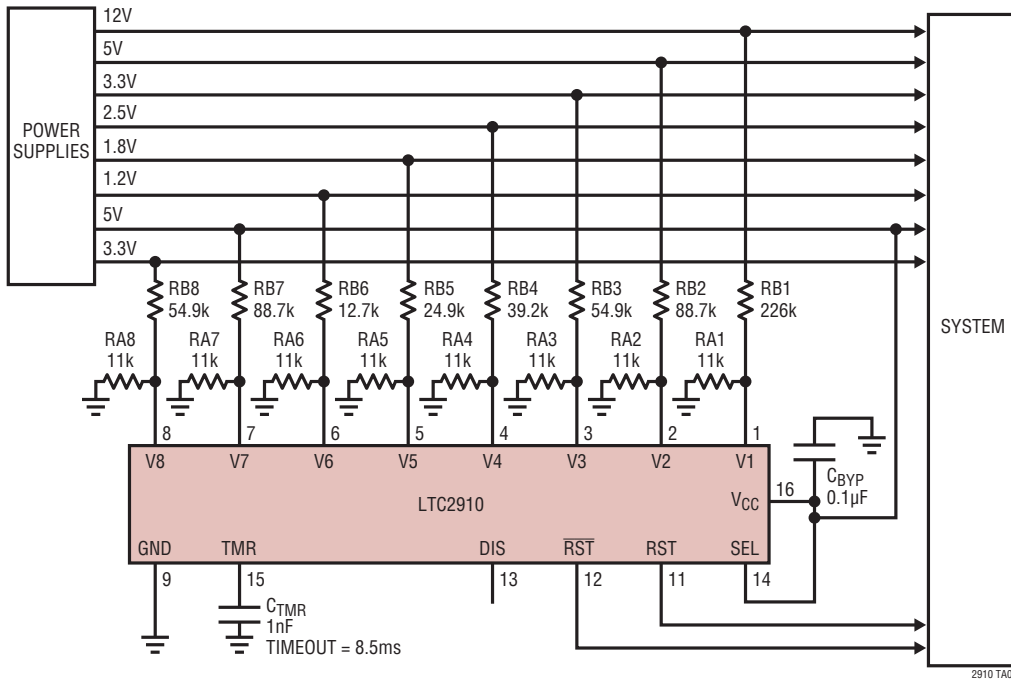 12V
5V
3.3V
2.5V
1.8V
1.2V
5V
3.3V
POWER
SUPPLIES
SYSTEM
RB8
54.9k
RB7
88.7k
RB6
12.7k
RB5
24.9k
RB4
39.2k
RB3
54.9k
RB2
88.7k
RB1
226k
RA8
11k
RA7
11k
RA6
11k
RA5
11k
RA4
11k
RA3
11k
RA2
11k
RA1
11k
8 7 6 5 4 3 2 1
V8 V7 V6 V5 V4 V3 V2 V1
LTC2910
VCC
16
CBYP
0.1µF
GND TMR DIS R̅S̅T̅ RST SEL
9 15 13 12 11 14
CTMR
1nF
TIMEOUT = 8.5ms